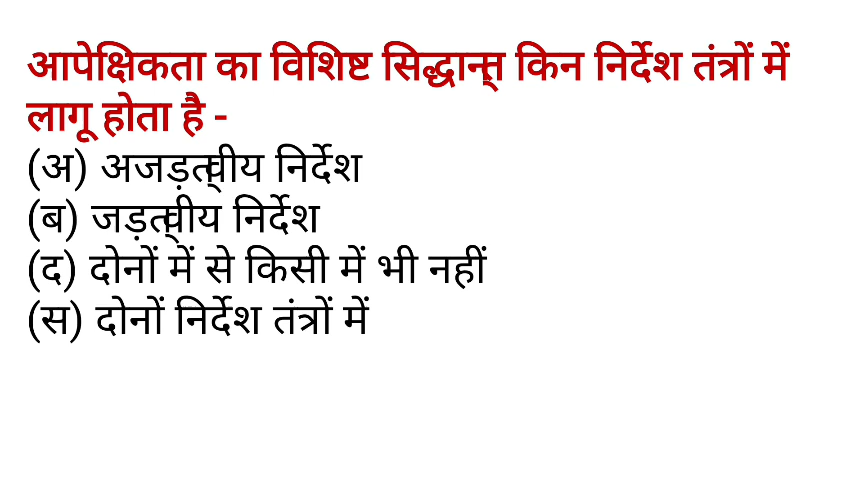 आपेक्षिकता का विशिष्ट सिद्धान्त किन निर्देश तंत्रों में
लागू होता है -
(अ) अजड़त्वीय निर्देश
(ब) जड़त्वीय निर्देश
(द) दोनों में से किसी में भी नहीं
(स) दोनों निर्देश तंत्रों में